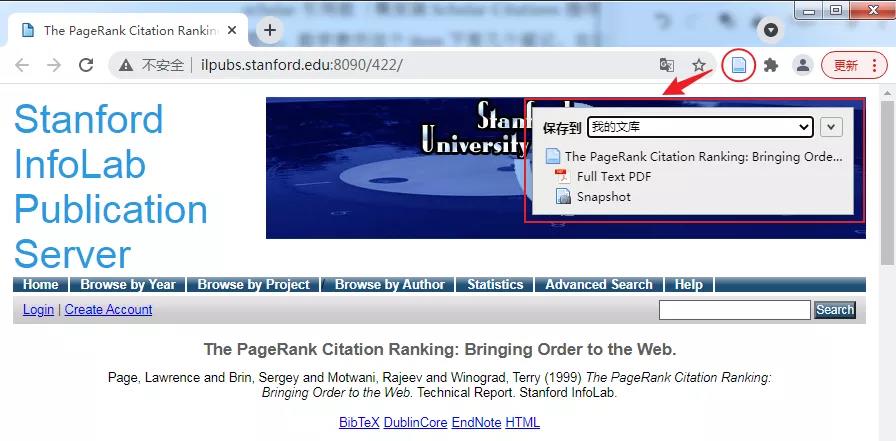 The PageRank Citation Rankin
不安全 ilpubs.stanford.edu:8090/422/
更新
Stanford
InfoLab
Publication
Server
Stanf
University
保存到 我的文库
The PageRank Citation Ranking: Bringing Orde...
Full Text PDF
Snapshot
Home Browse by Year Browse by Project / Browse by Author Statistics Advanced Search Help
Login | Create Account
Search
The PageRank Citation Ranking: Bringing Order to the Web.
Page, Lawrence and Brin, Sergey and Motwani, Rajeev and Winograd, Terry (1999) The PageRank Citation Ranking:
Bringing Order to the Web. Technical Report. Stanford InfoLab.
BibTeX DublinCore EndNote HTML